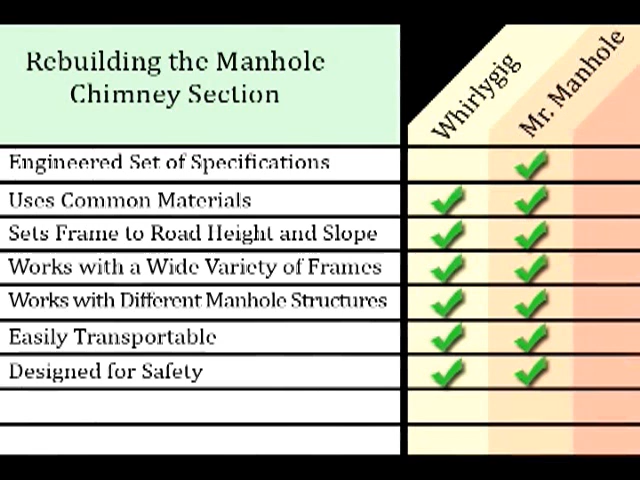 Rebuilding the Manhole
Chimney Section
Whirlygig
Mr. Manhole
Engineered Set of Specifications
Uses Common Materials
Sets Frame to Road Height and Slope
Works with a Wide Variety of Frames
Works with Different Manhole Structures
Easily Transportable
Designed for Safety